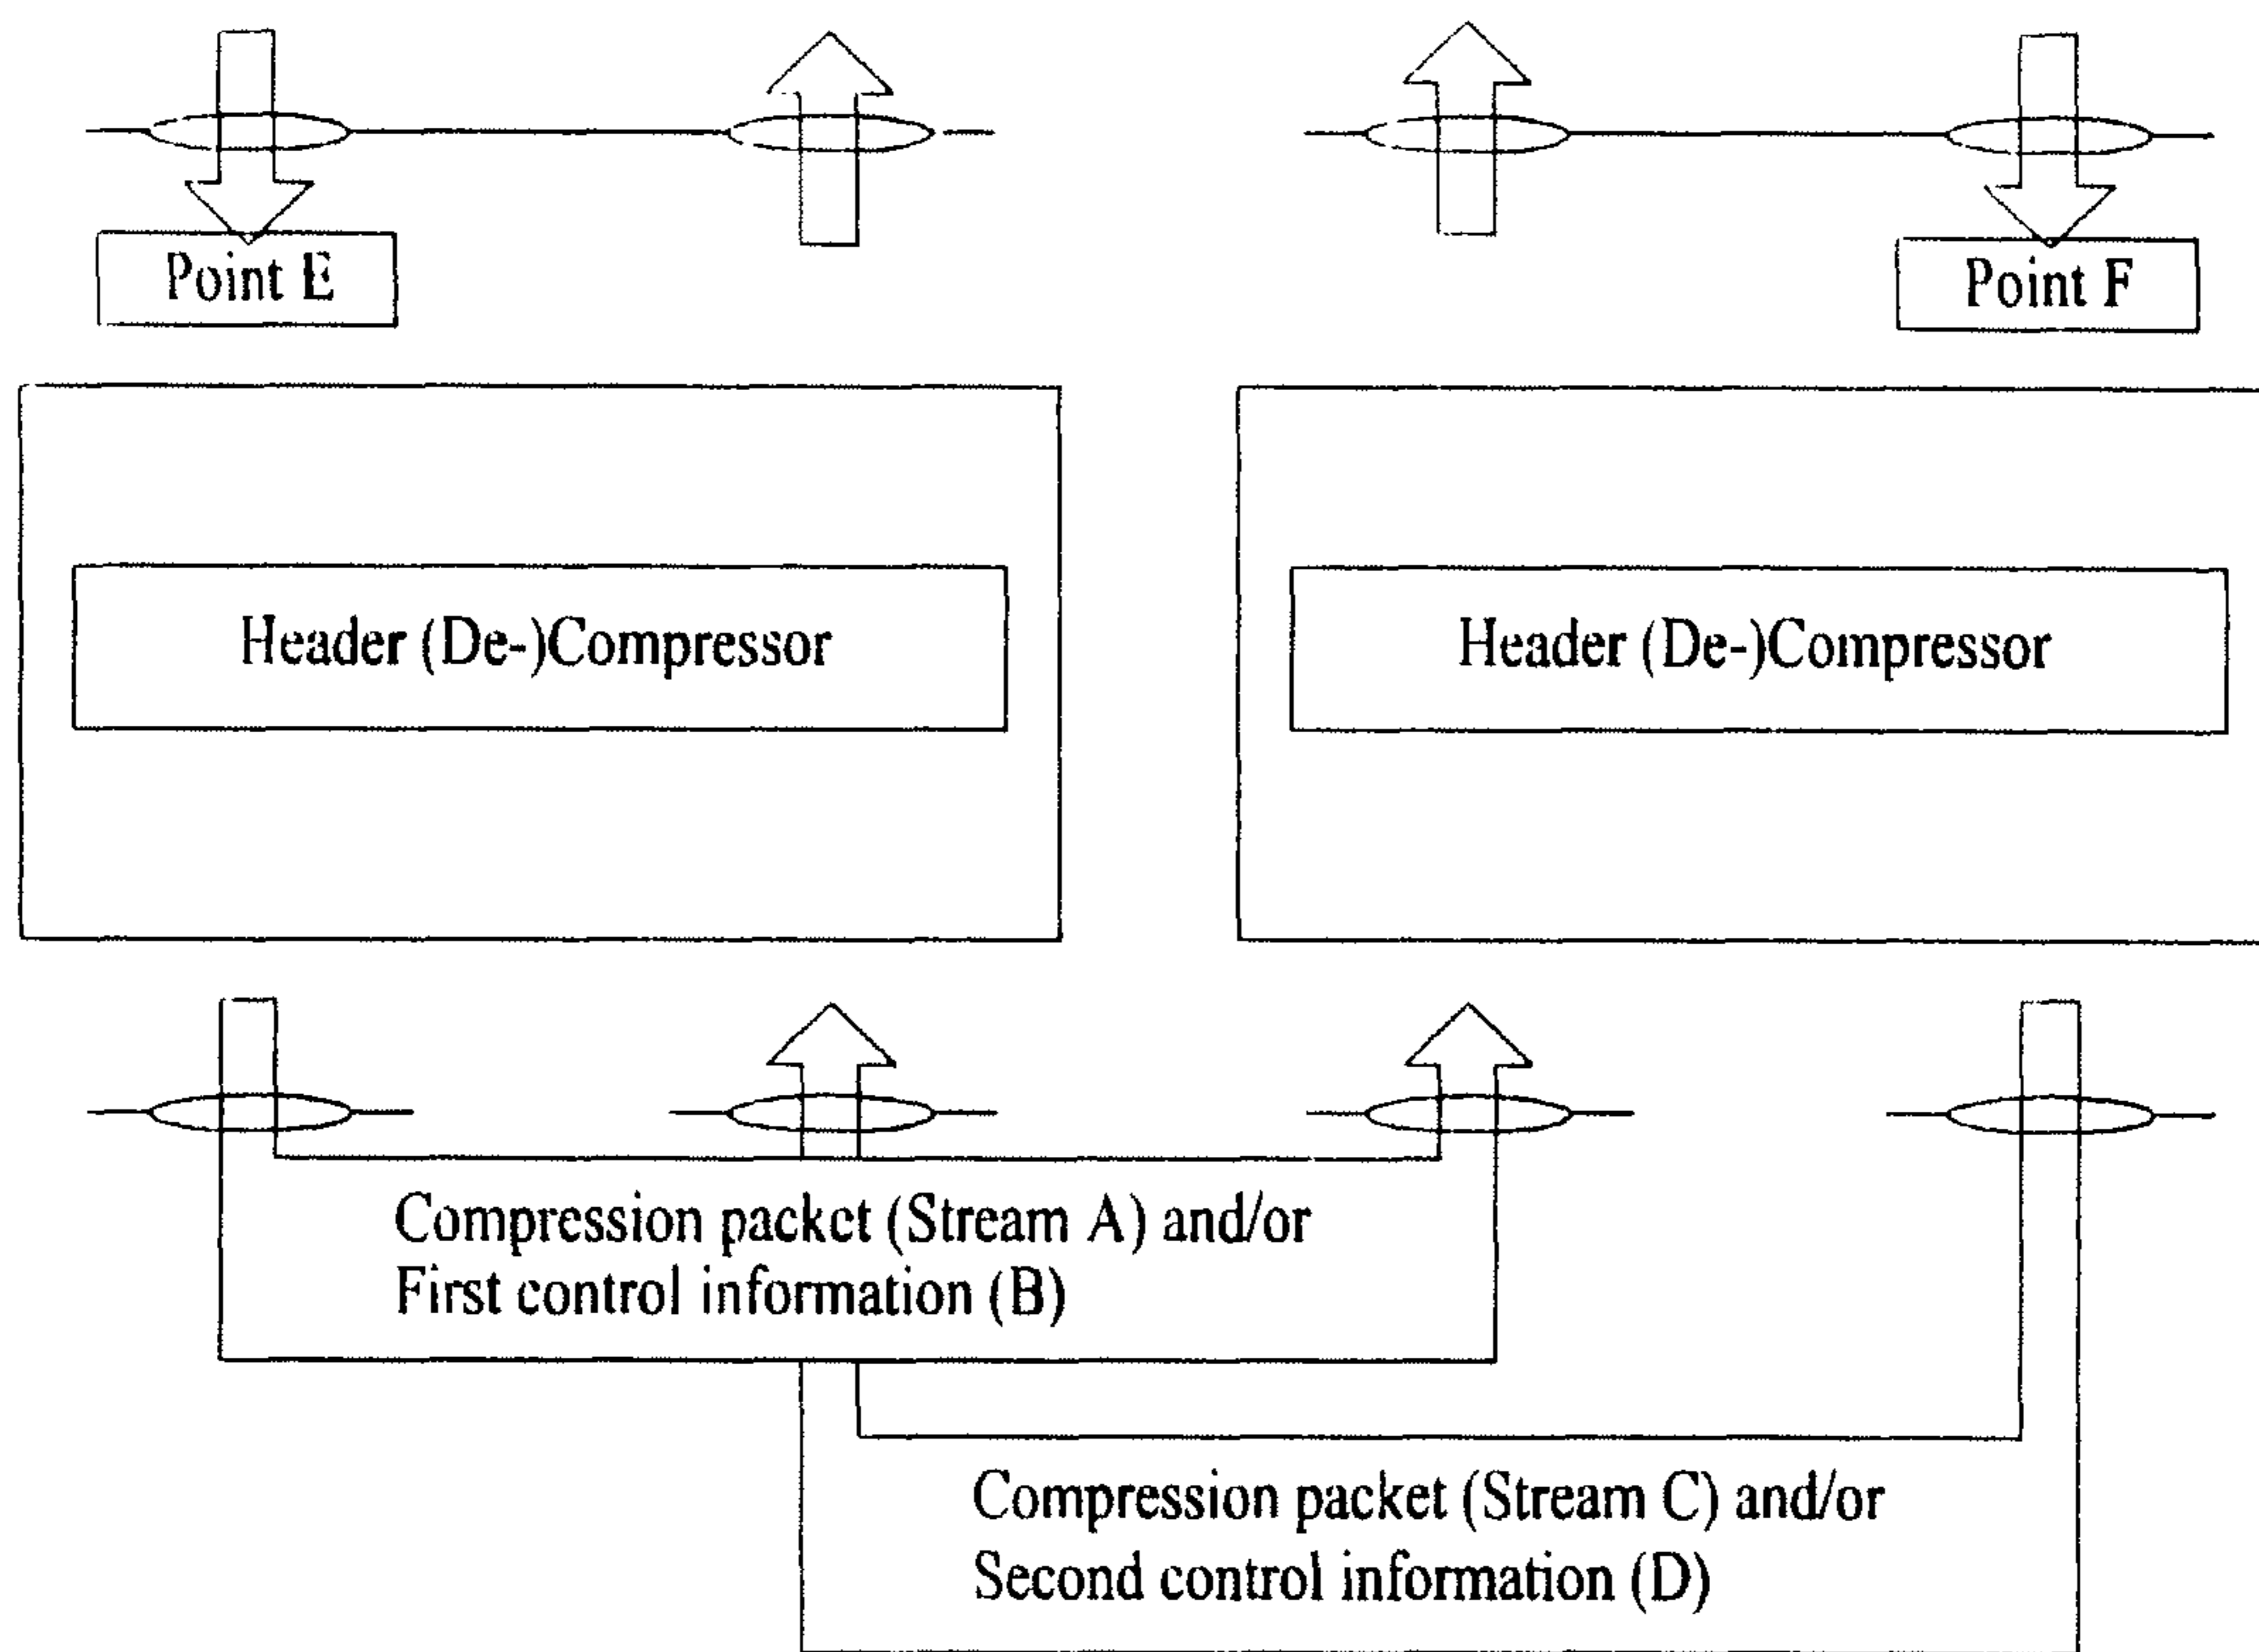 Point E
Point F
Header (De-)Compressor
Header (De-)Compressor
Compression packet (Stream A) and/or
First control information (B)
Compression packet (Stream C) and/or
Second control information (D)